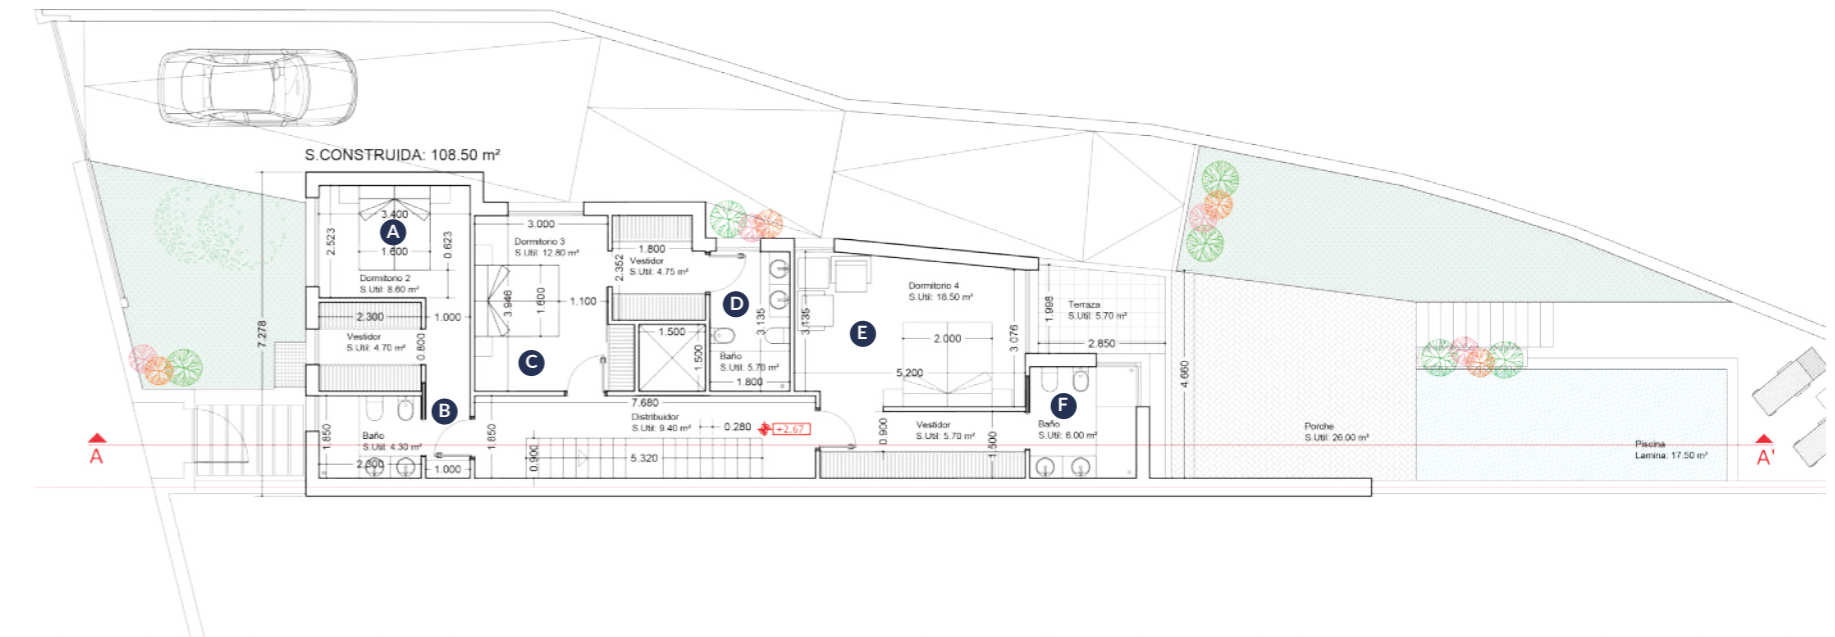 S.CONSTRUIDA: 108.50 m²
3.400
A
1.600
2.523
0.623
Dormitorio 2
S.Util: 8.60 m²
7.278
2.300
1.000
Vestidor
S.Util: 4.70 m²
0.800
B
1.850
Baño
S.Util: 4.30 m²
2.300
1.000
1.850
3.000
Dormitorio 3
S.Util: 12.80 m²
3.946
1.600
1.100
C
1.800
Vestidor
S.Util: 4.75 m²
2.352
D
1.500
1.500
3.135
Baño
S.Util: 5.70 m²
1.800
7.680
Distribuidor
S.Util: 9.40 m²
0.280
+2.67
0.900
5.320
3.135
Dormitorio 4
S.Util: 18.50 m²
E
2.000
3.076
5.200
0.900
Vestidor
S.Util: 5.70 m²
1.500
F
Baño
S.Util: 6.00 m²
1.998
Terraza
S.Util: 5.70 m²
2.850
4.660
Porche
S.Util: 26.00 m²
Piscina
Lamina: 17.50 m²
A
A'